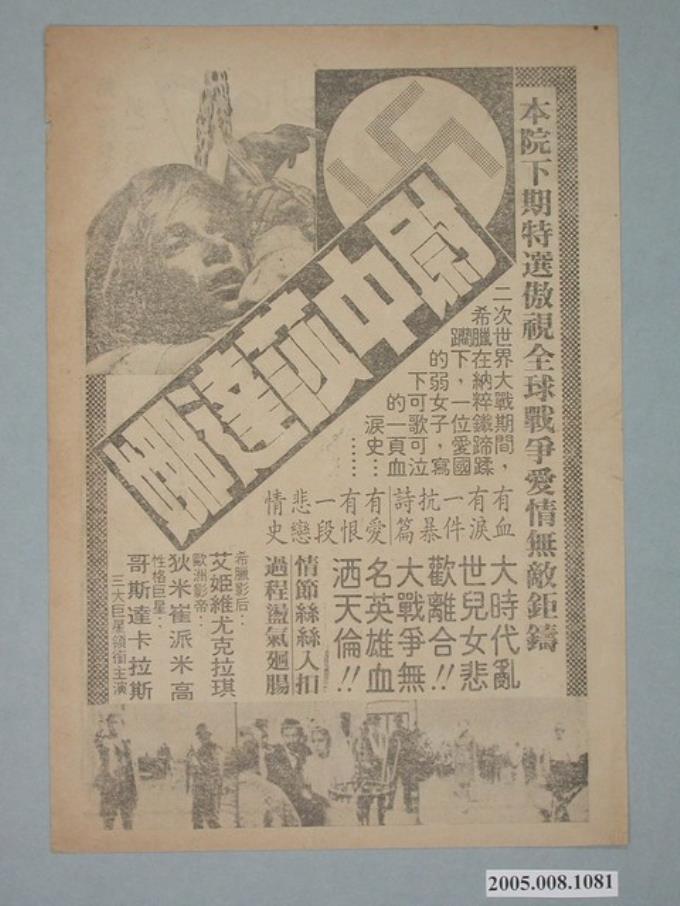 本院下期特選傲視全球戰爭愛情無敵鉅鑄
尉中莎達娜
二次世界大戰期間，
希臘在納粹鐵蹄蹂
躙下，一位愛國
的弱女子，寫
下可歌可泣
的一頁血
淚史……
有血
有淚
一件
抗暴
詩篇
有愛
有恨
一段
悲戀
情史
大時代亂
世兒女悲
歡離合!!
大戰爭無
名英雄血
洒天倫!!
情節絲絲入扣
過程盪氣廻腸
希臘影后：
艾姬維尤克拉琪
歐洲影帝：
狄米崔派米高
性格巨星：
哥斯達卡拉斯
三大巨星領銜主演
2005.008.1081